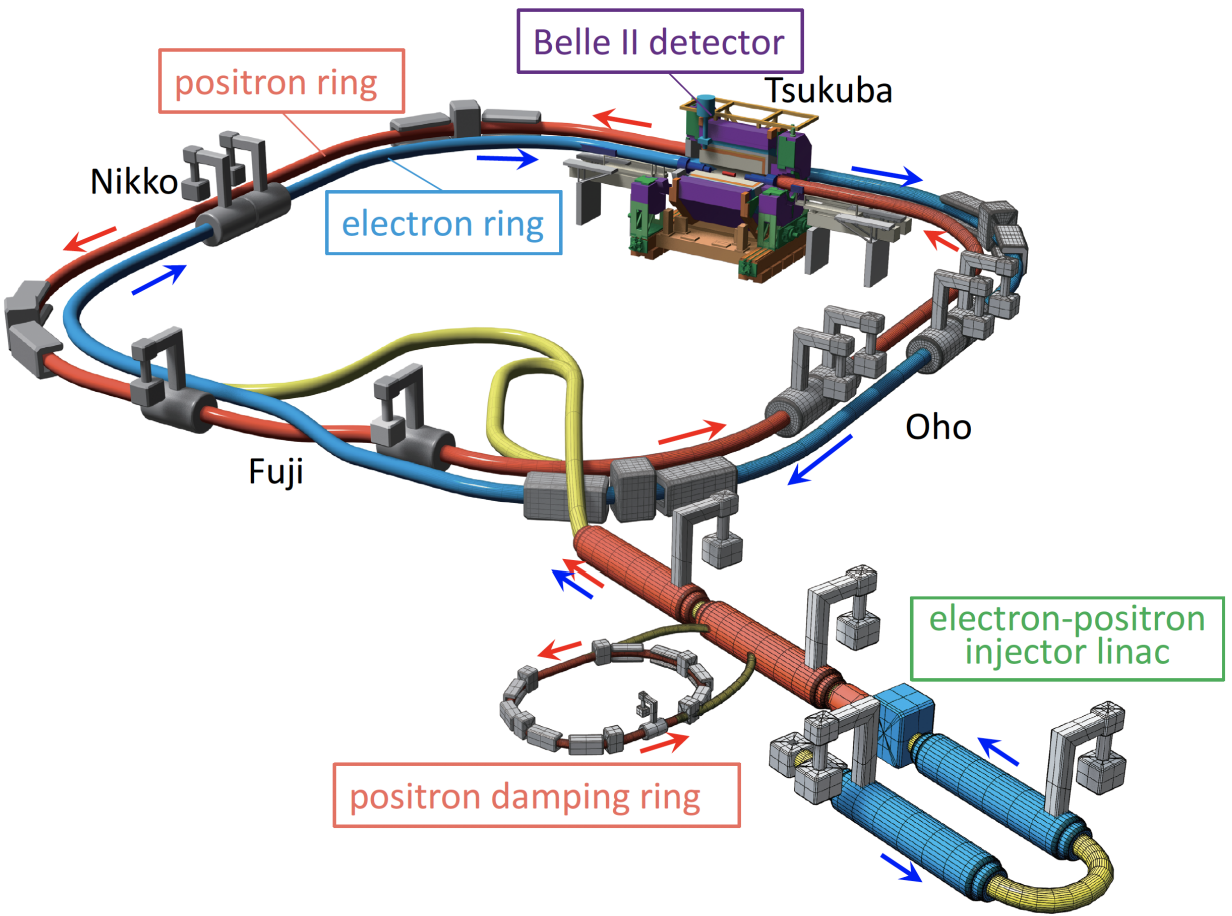 Belle II detector
Tsukuba
positron ring
Nikko
electron ring
Oho
Fuji
electron-positron
injector linac
positron damping ring